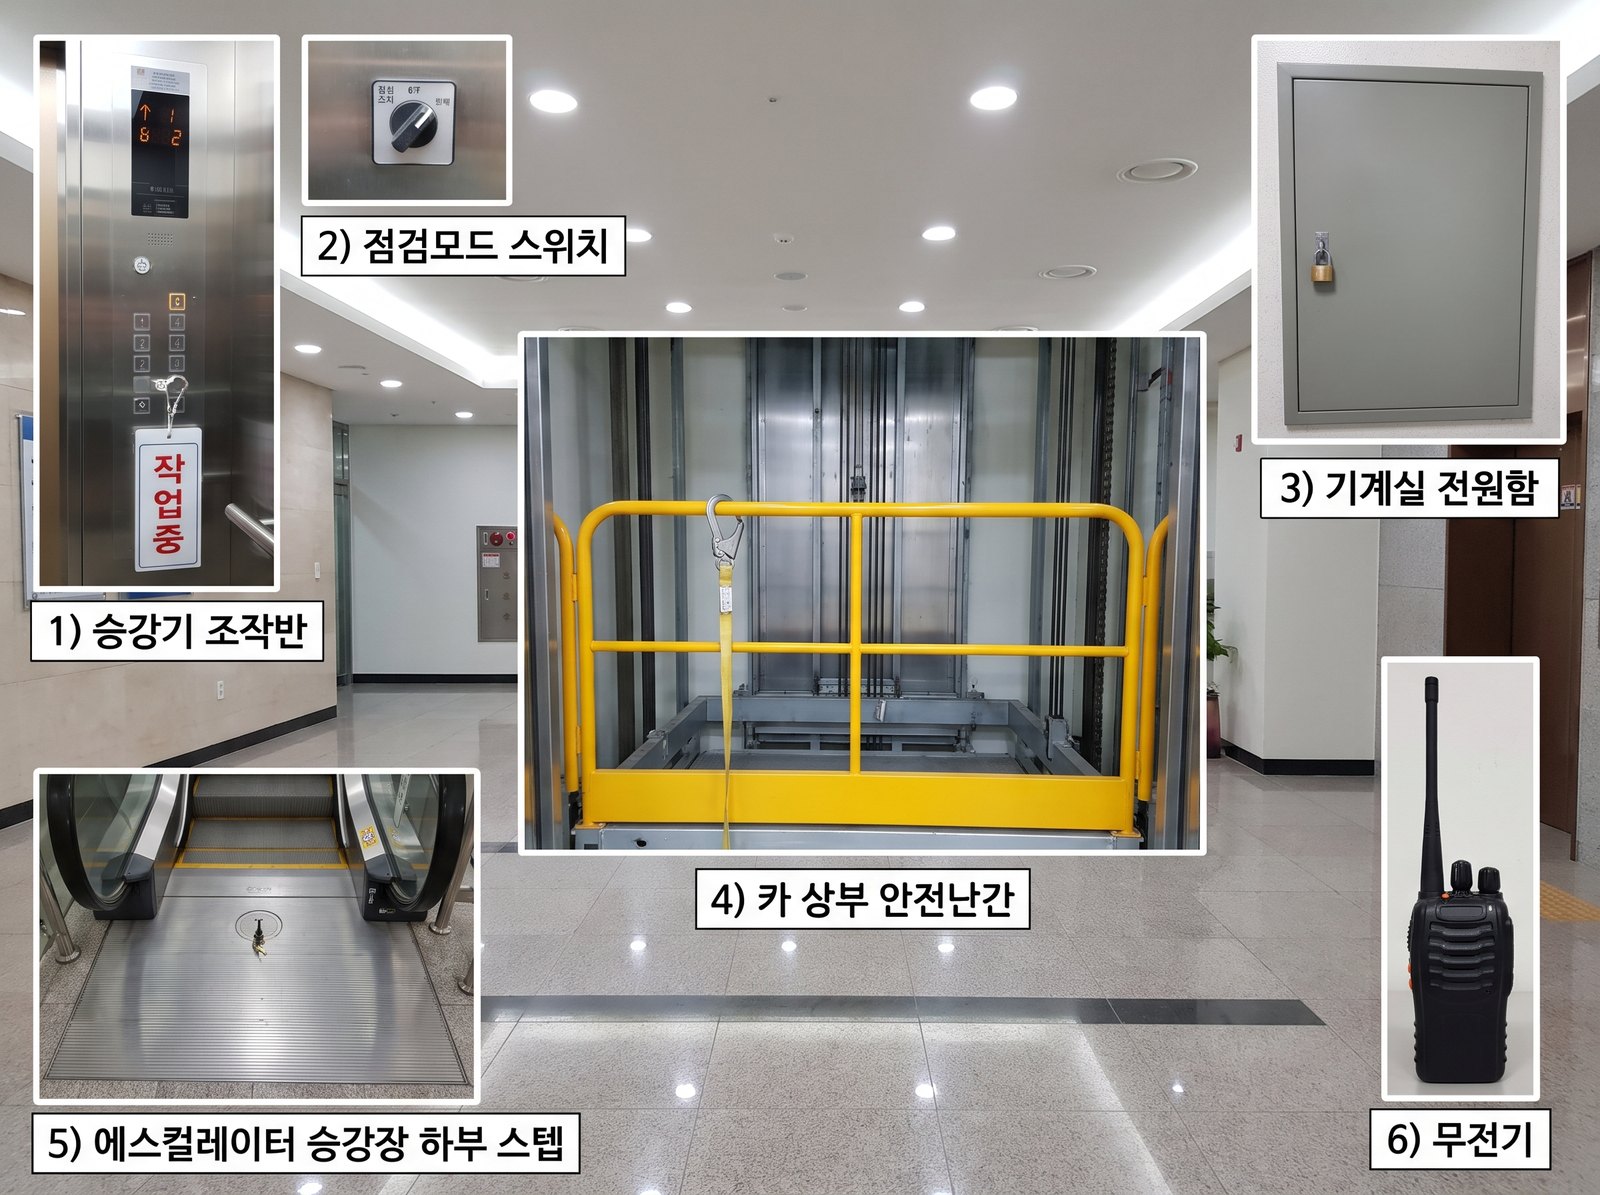 작업중
1) 승강기 조작반
점검
스치
2) 점검모드 스위치
3) 기계실 전원함
4) 카 상부 안전난간
5) 에스컬레이터 승강장 하부 스텝
6) 무전기